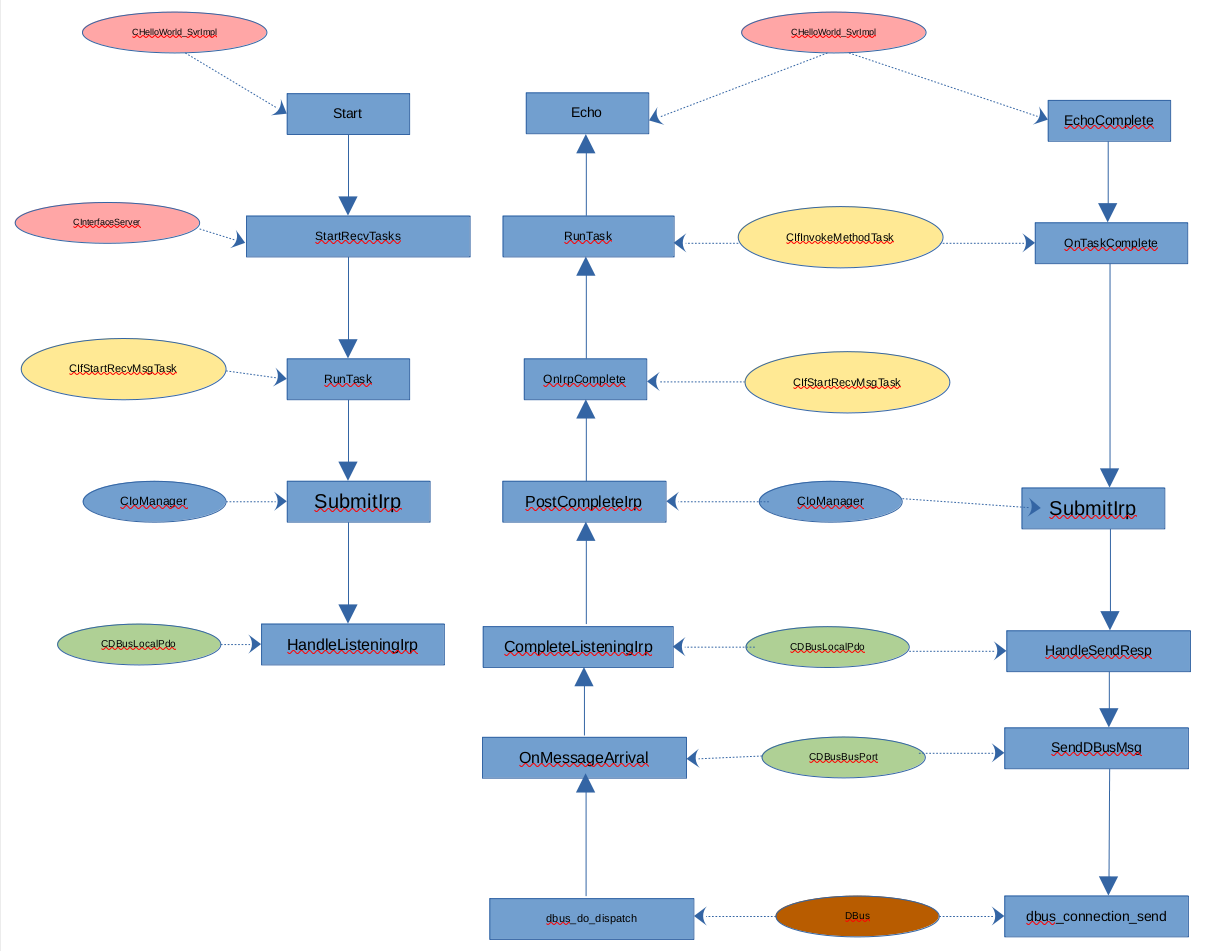 CHelloWorld_SvrImpl
CHelloWorld_SvrImpl
Start
Echo
EchoComplete
CInterfaceServer
StartRecvTasks
RunTask
CIfInvokeMethodTask
OnTaskComplete
CIfStartRecvMsgTask
RunTask
OnIrpComplete
CIfStartRecvMsgTask
CIoManager
SubmitIrp
PostCompleteIrp
CIoManager
SubmitIrp
CDBusLocalPdo
HandleListeningIrp
CompleteListeningIrp
CDBusLocalPdo
HandleSendResp
OnMessageArrival
CDBusBusPort
SendDBusMsg
dbus_do_dispatch
DBus
dbus_connection_send